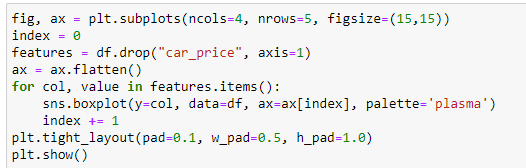 fig, ax = plt.subplots(ncols=4, nrows=5, figsize=(15,15))
index = 0
features = df.drop("car_price", axis=1)
ax = ax.flatten()
for col, value in features.items():
    sns.boxplot(y=col, data=df, ax=ax[index], palette='plasma')
    index += 1
plt.tight_layout(pad=0.1, w_pad=0.5, h_pad=1.0)
plt.show()